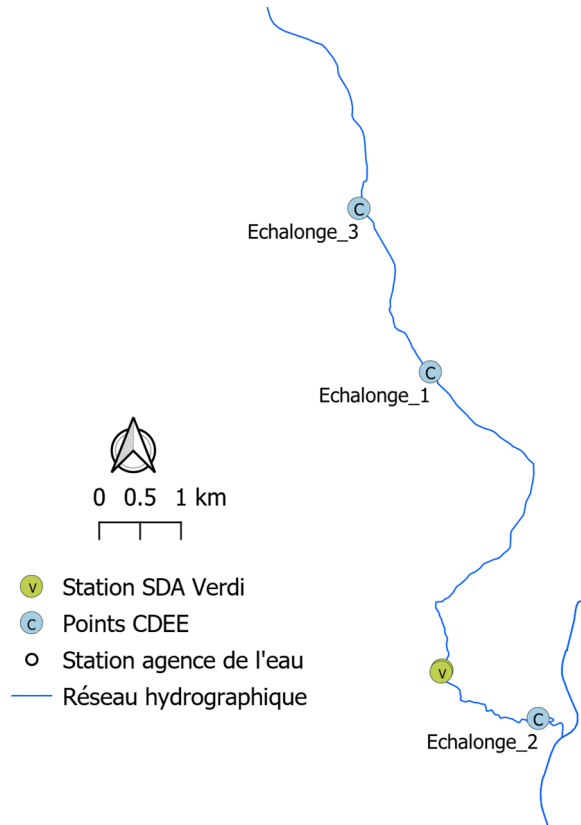 C
Echalonge_3
C
Echalonge_1
0 0.5 1 km
V Station SDA Verdi
C Points CDEE
Station agence de l'eau
Réseau hydrographique
V
C
Echalonge_2